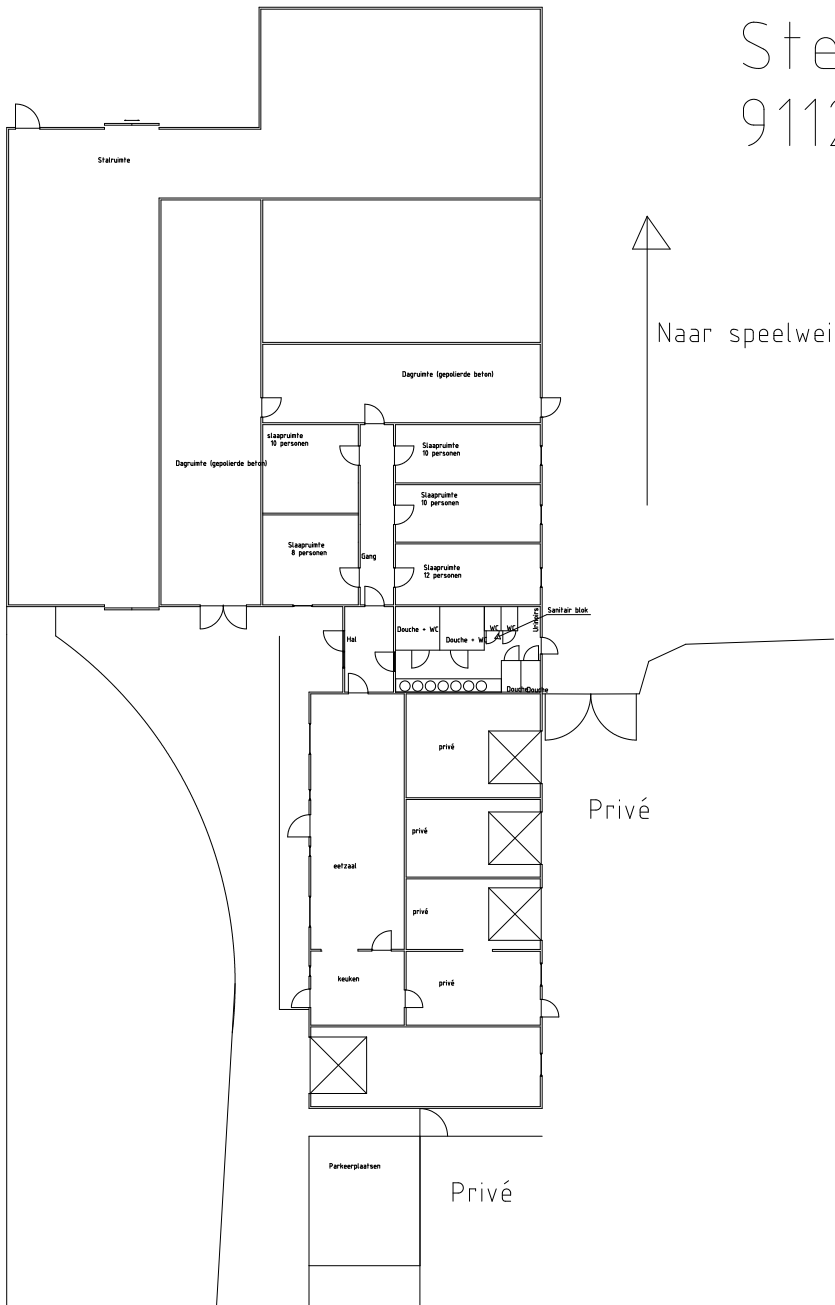 Ste
9112
Stalruimte
Naar speelwei
Dagruimte (gepolierde beton)
slaapruimte
10 personen
Slaapruimte
10 personen
Dagruimte (gepolierde beton)
Slaapruimte
10 personen
Slaapruimte
8 personen
Gang
Slaapruimte
12 personen
Sanitair blok
Hal
Douche + WC
Douche + WC
WC
WC
Urinoirs
Douche
Douche
privé
Privé
privé
eetzaal
privé
keuken
privé
Parkeerplaatsen
Privé